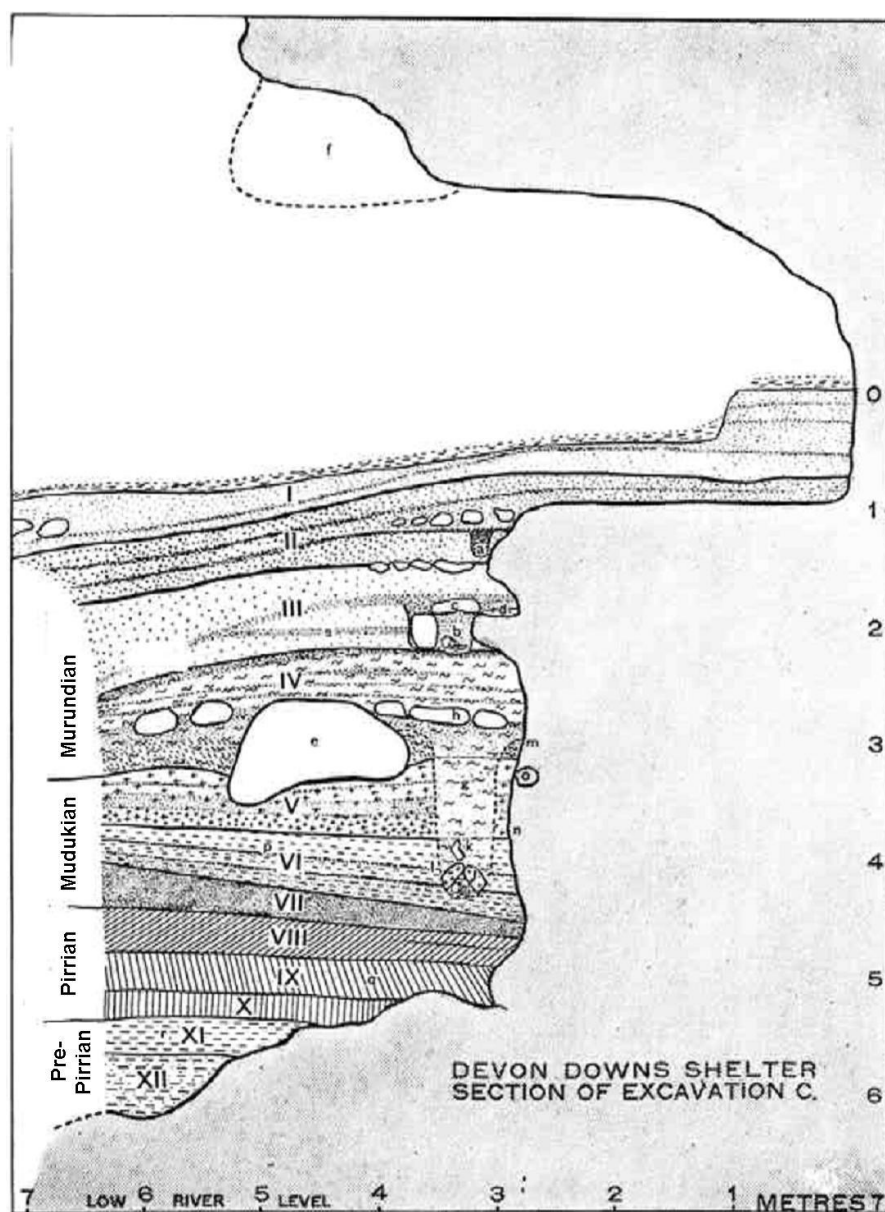 f
0
I
1
II
a
III
c
d
b
2
Murundian
IV
h
e
m
3
o
V
g
n
Mudukian
p
VI
k
4
VII
Pirrian
VIII
IX
q
5
X
Pre-
Pirrian
XI
XII
DEVON DOWNS SHELTER
SECTION OF EXCAVATION C.
6
7 LOW 6 RIVER 5 LEVEL 4 3 2 1 METRES 7